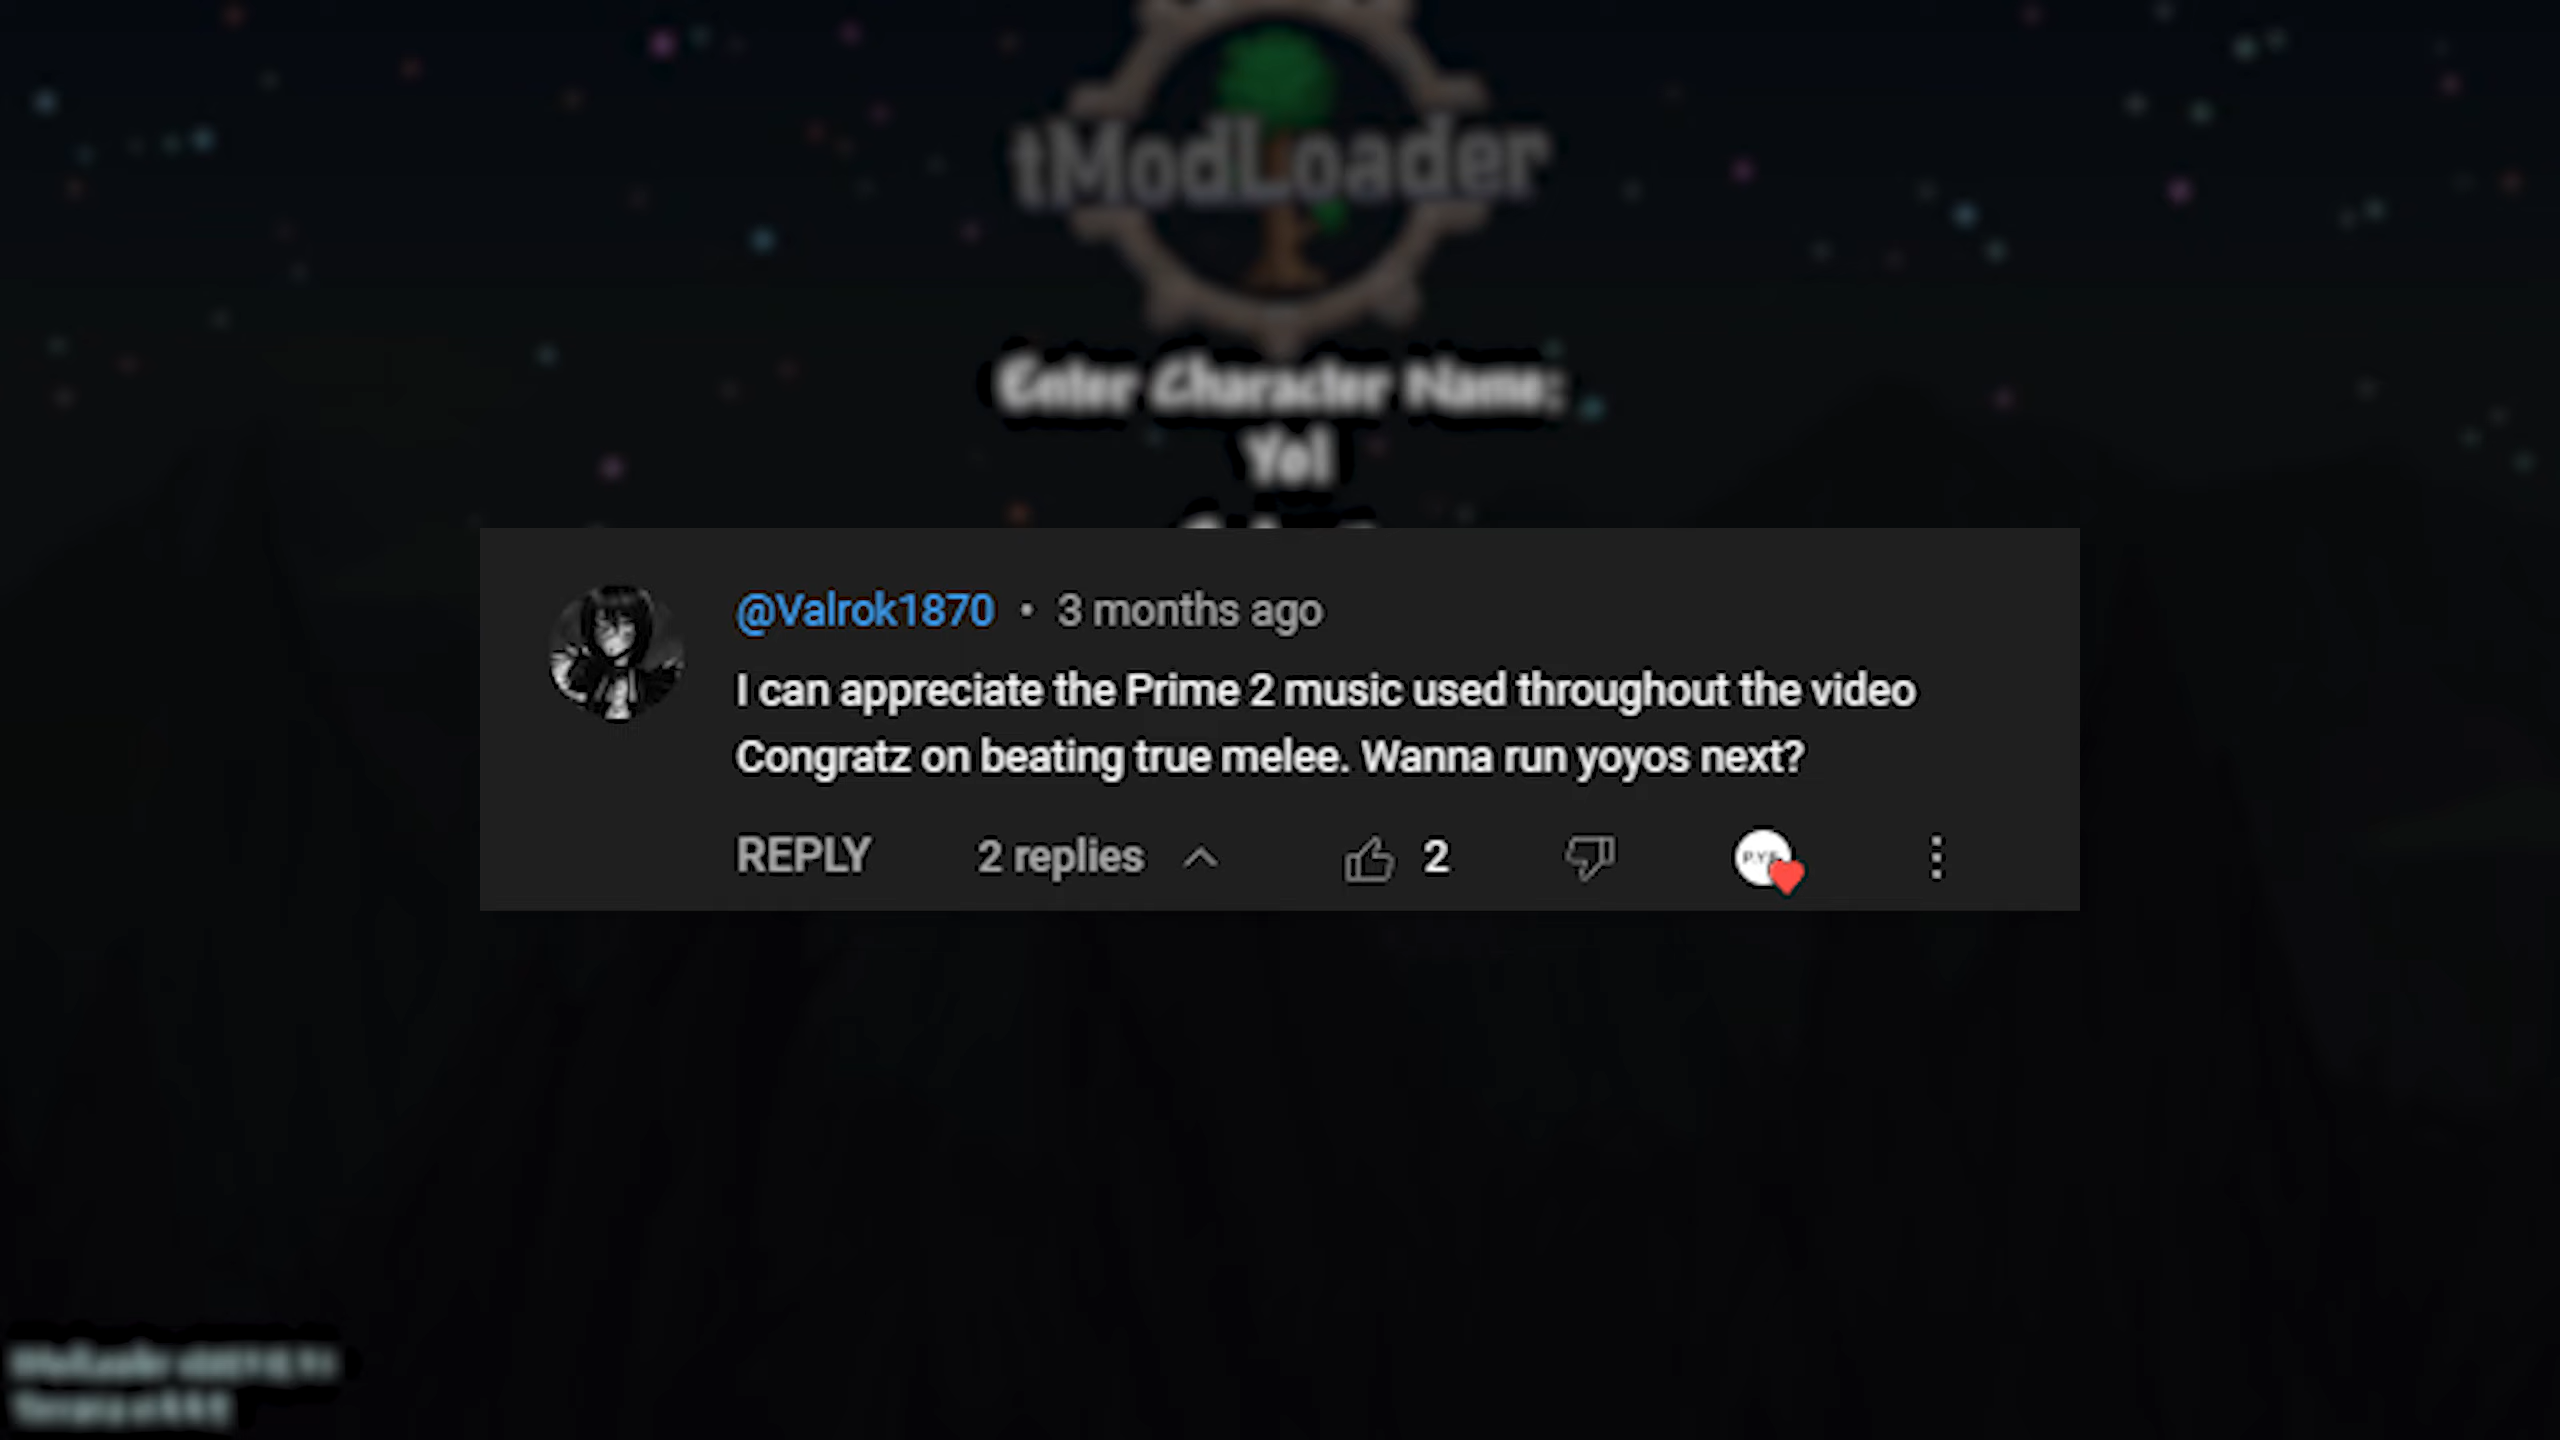 tModLoader
Enter Character Name:
Yo|
@Valrok1870 • 3 months ago
I can appreciate the Prime 2 music used throughout the video
Congratz on beating true melee. Wanna run yoyos next?
REPLY 2 replies 2